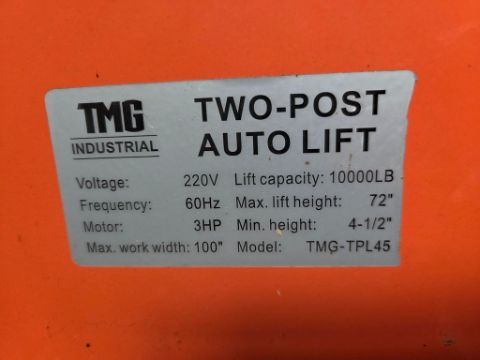 TMG
INDUSTRIAL
TWO-POST
AUTO LIFT
Voltage: 220V Lift capacity: 10000LB
Frequency: 60Hz Max. lift height: 72"
Motor: 3HP Min. height: 4-1/2"
Max. work width: 100" Model: TMG-TPL45